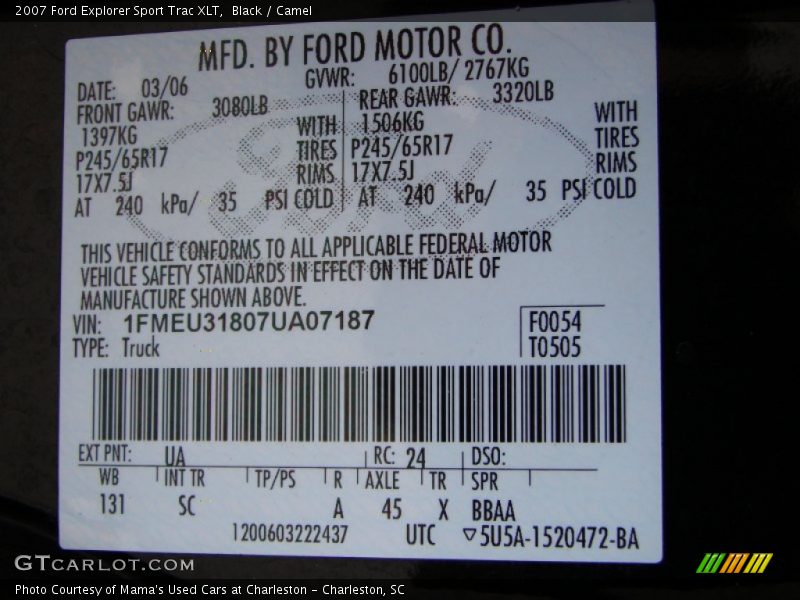 2007 Ford Explorer Sport Trac XLT, Black / Camel
MFD. BY FORD MOTOR CO.
DATE: 03/06 GVWR: 6100LB/ 2767KG
FRONT GAWR: 3080LB REAR GAWR: 3320LB
1397KG WITH 1506KG WITH
P245/65R17 TIRES P245/65R17 TIRES
17X7.5J RIMS 17X7.5J RIMS
AT 240 kPa/ 35 PSI COLD AT 240 kPa/ 35 PSI COLD
THIS VEHICLE CONFORMS TO ALL APPLICABLE FEDERAL MOTOR
VEHICLE SAFETY STANDARDS IN EFFECT ON THE DATE OF
MANUFACTURE SHOWN ABOVE.
VIN: 1FMEU31807UA07187 F0054
TYPE: Truck T0505
EXT PNT: UA RC: 24 DSO:
WB INT TR TP/PS R AXLE TR SPR
131 SC A 45 X BBAA
1200603222437 UTC ▽5U5A-1520472-BA
Ford
GTcarlot.com
Photo Courtesy of Mama's Used Cars at Charleston – Charleston, SC